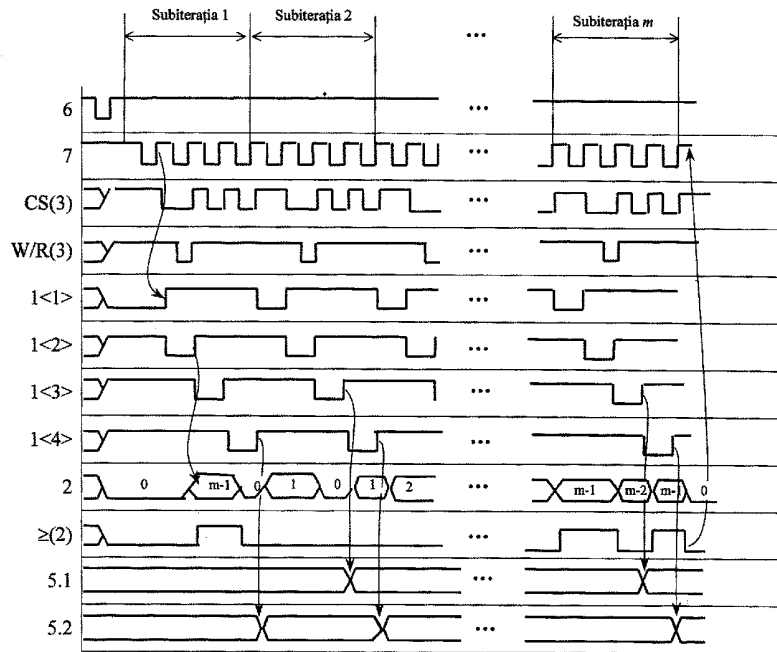 Subiterația 1 Subiterația 2 ... Subiterația m
6 ...
7 ...
CS(3) ...
W/R(3) ...
1<1> ...
1<2> ...
1<3> ...
1<4> ...
2 0 m-1 0 1 0 1 2 ... m-1 m-2 m-1 0
≥(2) ...
5.1 ...
5.2 ...